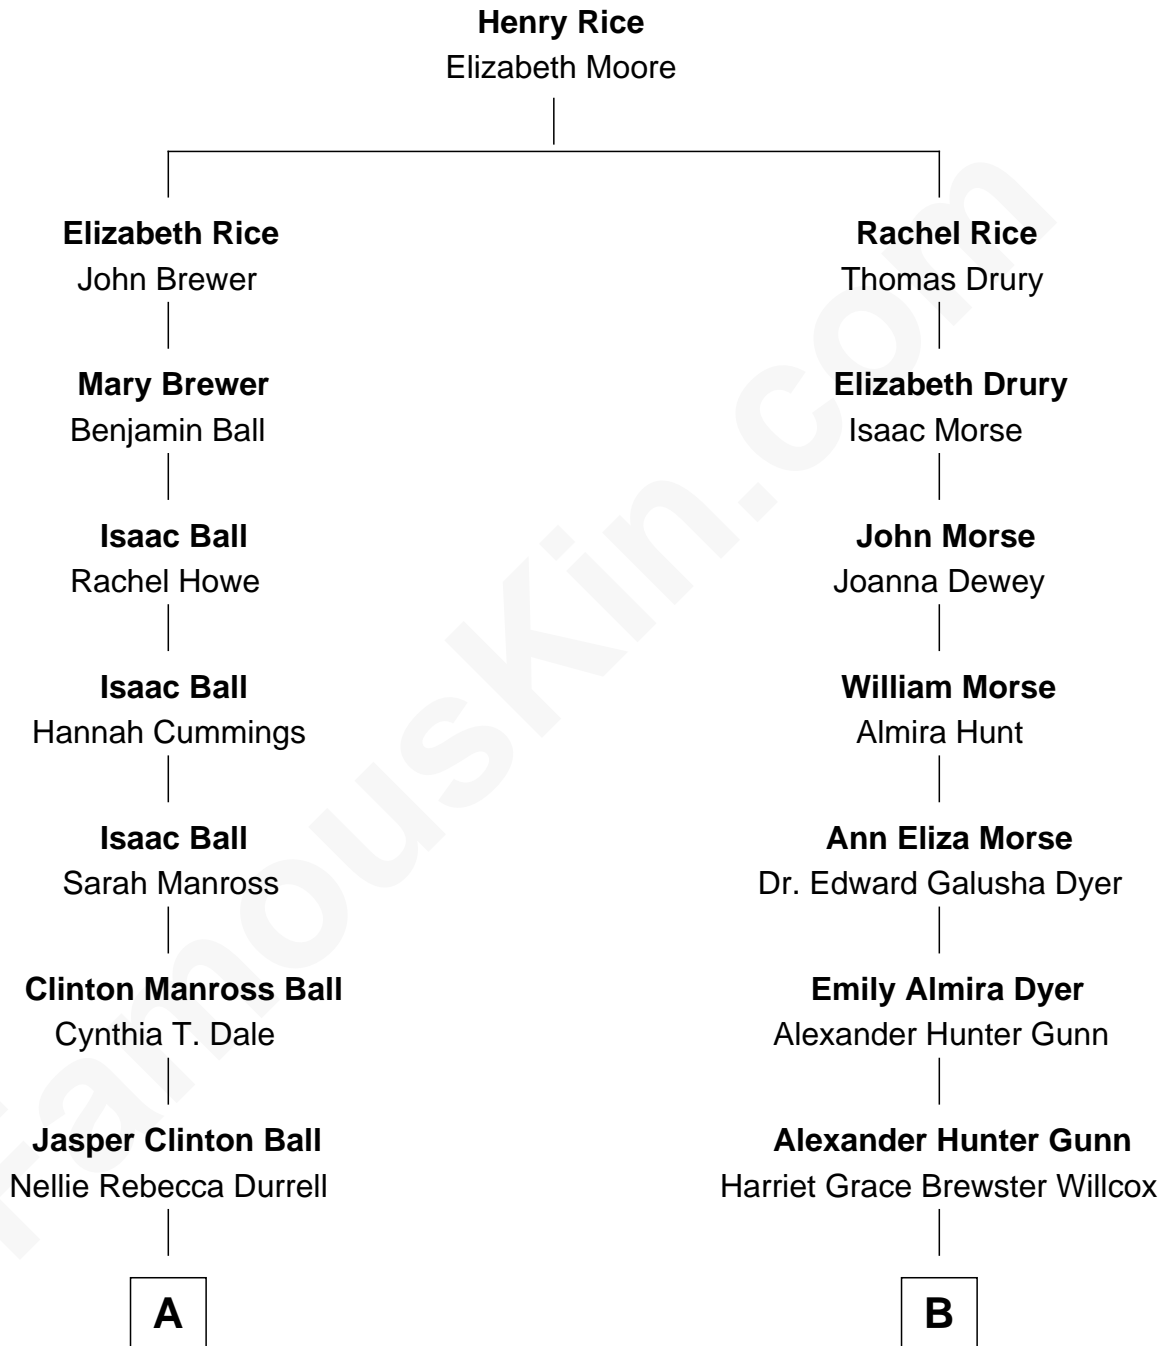 Henry Rice
Elizabeth Moore
Elizabeth Rice
John Brewer
Rachel Rice
Thomas Drury
Mary Brewer
Benjamin Ball
Elizabeth Drury
Isaac Morse
Isaac Ball
Rachel Howe
John Morse
Joanna Dewey
Isaac Ball
Hannah Cummings
William Morse
Almira Hunt
Isaac Ball
Sarah Manross
Ann Eliza Morse
Dr. Edward Galusha Dyer
Clinton Manross Ball
Cynthia T. Dale
Emily Almira Dyer
Alexander Hunter Gunn
Jasper Clinton Ball
Nellie Rebecca Durrell
Alexander Hunter Gunn
Harriet Grace Brewster Willcox
A
B
FamousKin.com